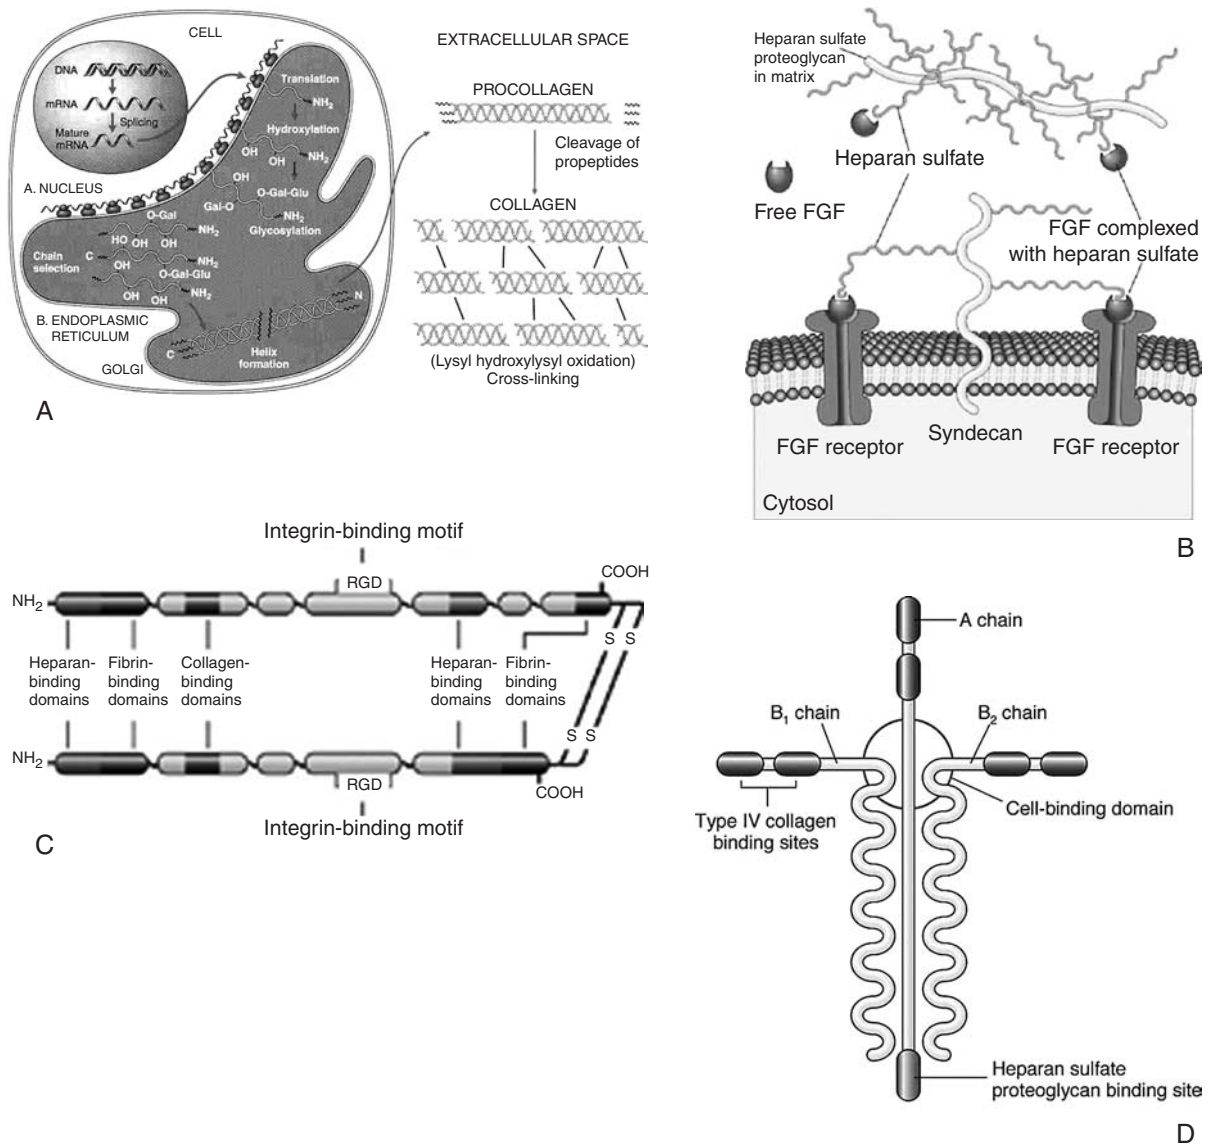 CELL
DNA
mRNA
Splicing
Mature
mRNA
A. NUCLEUS
Translation
NH2
Hydroxylation
OH
OH
NH2
OH
O-Gal-Glu
Gal-O
NH2
Glycosylation
O-Gal
NH2
HO
OH
OH
Chain
selection
C
NH2
OH
O-Gal-Glu
NH2
OH
OH
B. ENDOPLASMIC
RETICULUM
N
C
Helix
formation
GOLGI
EXTRACELLULAR SPACE
PROCOLLAGEN
Cleavage of
propeptides
COLLAGEN
(Lysyl hydroxylysyl oxidation)
Cross-linking
A
Heparan sulfate
proteoglycan
in matrix
Heparan sulfate
Free FGF
FGF complexed
with heparan sulfate
FGF receptor
Syndecan
FGF receptor
Cytosol
B
Integrin-binding motif
RGD
COOH
NH2
S S
Heparan-
binding
domains
Fibrin-
binding
domains
Collagen-
binding
domains
Heparan-
binding
domains
Fibrin-
binding
domains
S S
NH2
RGD
COOH
Integrin-binding motif
C
A chain
B1 chain
B2 chain
Type IV collagen
binding sites
Cell-binding domain
Heparan sulfate
proteoglycan binding site
D